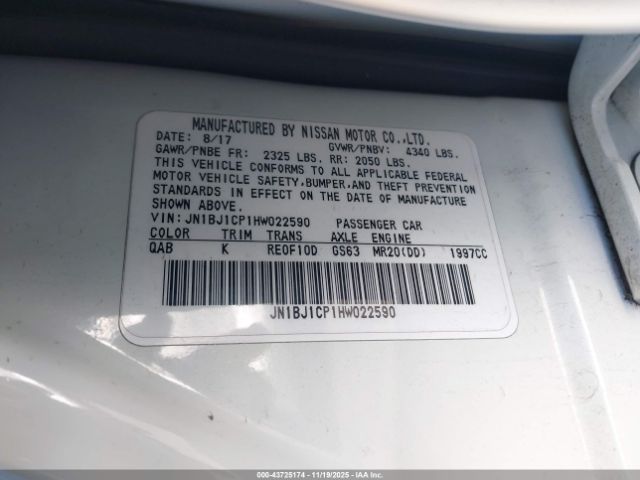 MANUFACTURED BY NISSAN MOTOR CO.,LTD.
DATE: 8/17 GVWR/PNBV: 4340 LBS.
GAWR/PNBE FR: 2325 LBS. RR: 2050 LBS.
THIS VEHICLE CONFORMS TO ALL APPLICABLE FEDERAL
MOTOR VEHICLE SAFETY,BUMPER,AND THEFT PREVENTION
STANDARDS IN EFFECT ON THE DATE OF MANUFACTURE
SHOWN ABOVE.
VIN: JN1BJ1CP1HW022590 PASSENGER CAR
COLOR TRIM TRANS AXLE ENGINE
QAB K RE0F10D GS63 MR20(DD) 1997CC
JN1BJ1CP1HW022590
000-43725174 | 11/19/2025 | Copyright © IAA.com